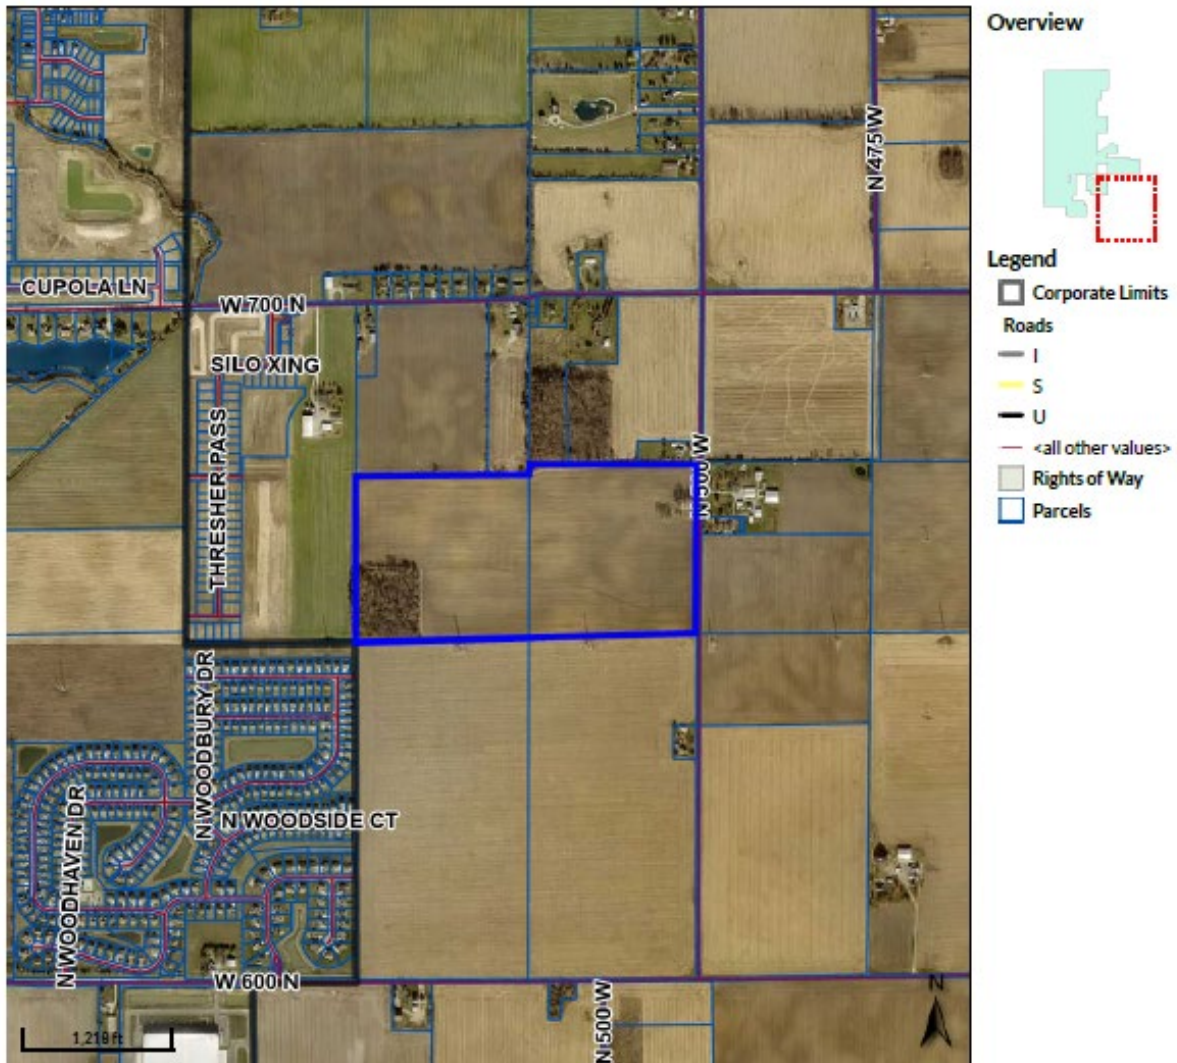 Overview
N 475 W
Legend
CUPOLA LN
Corporate Limits
W 700 N
Roads
I
SILO XING
S
U
THRESHER PASS
N 500 W
<all other values>
Rights of Way
Parcels
N WOODBURY DR
N WOODHAVEN DR
N WOODSIDE CT
W 600 N
N
N 500 W
1,218 ft